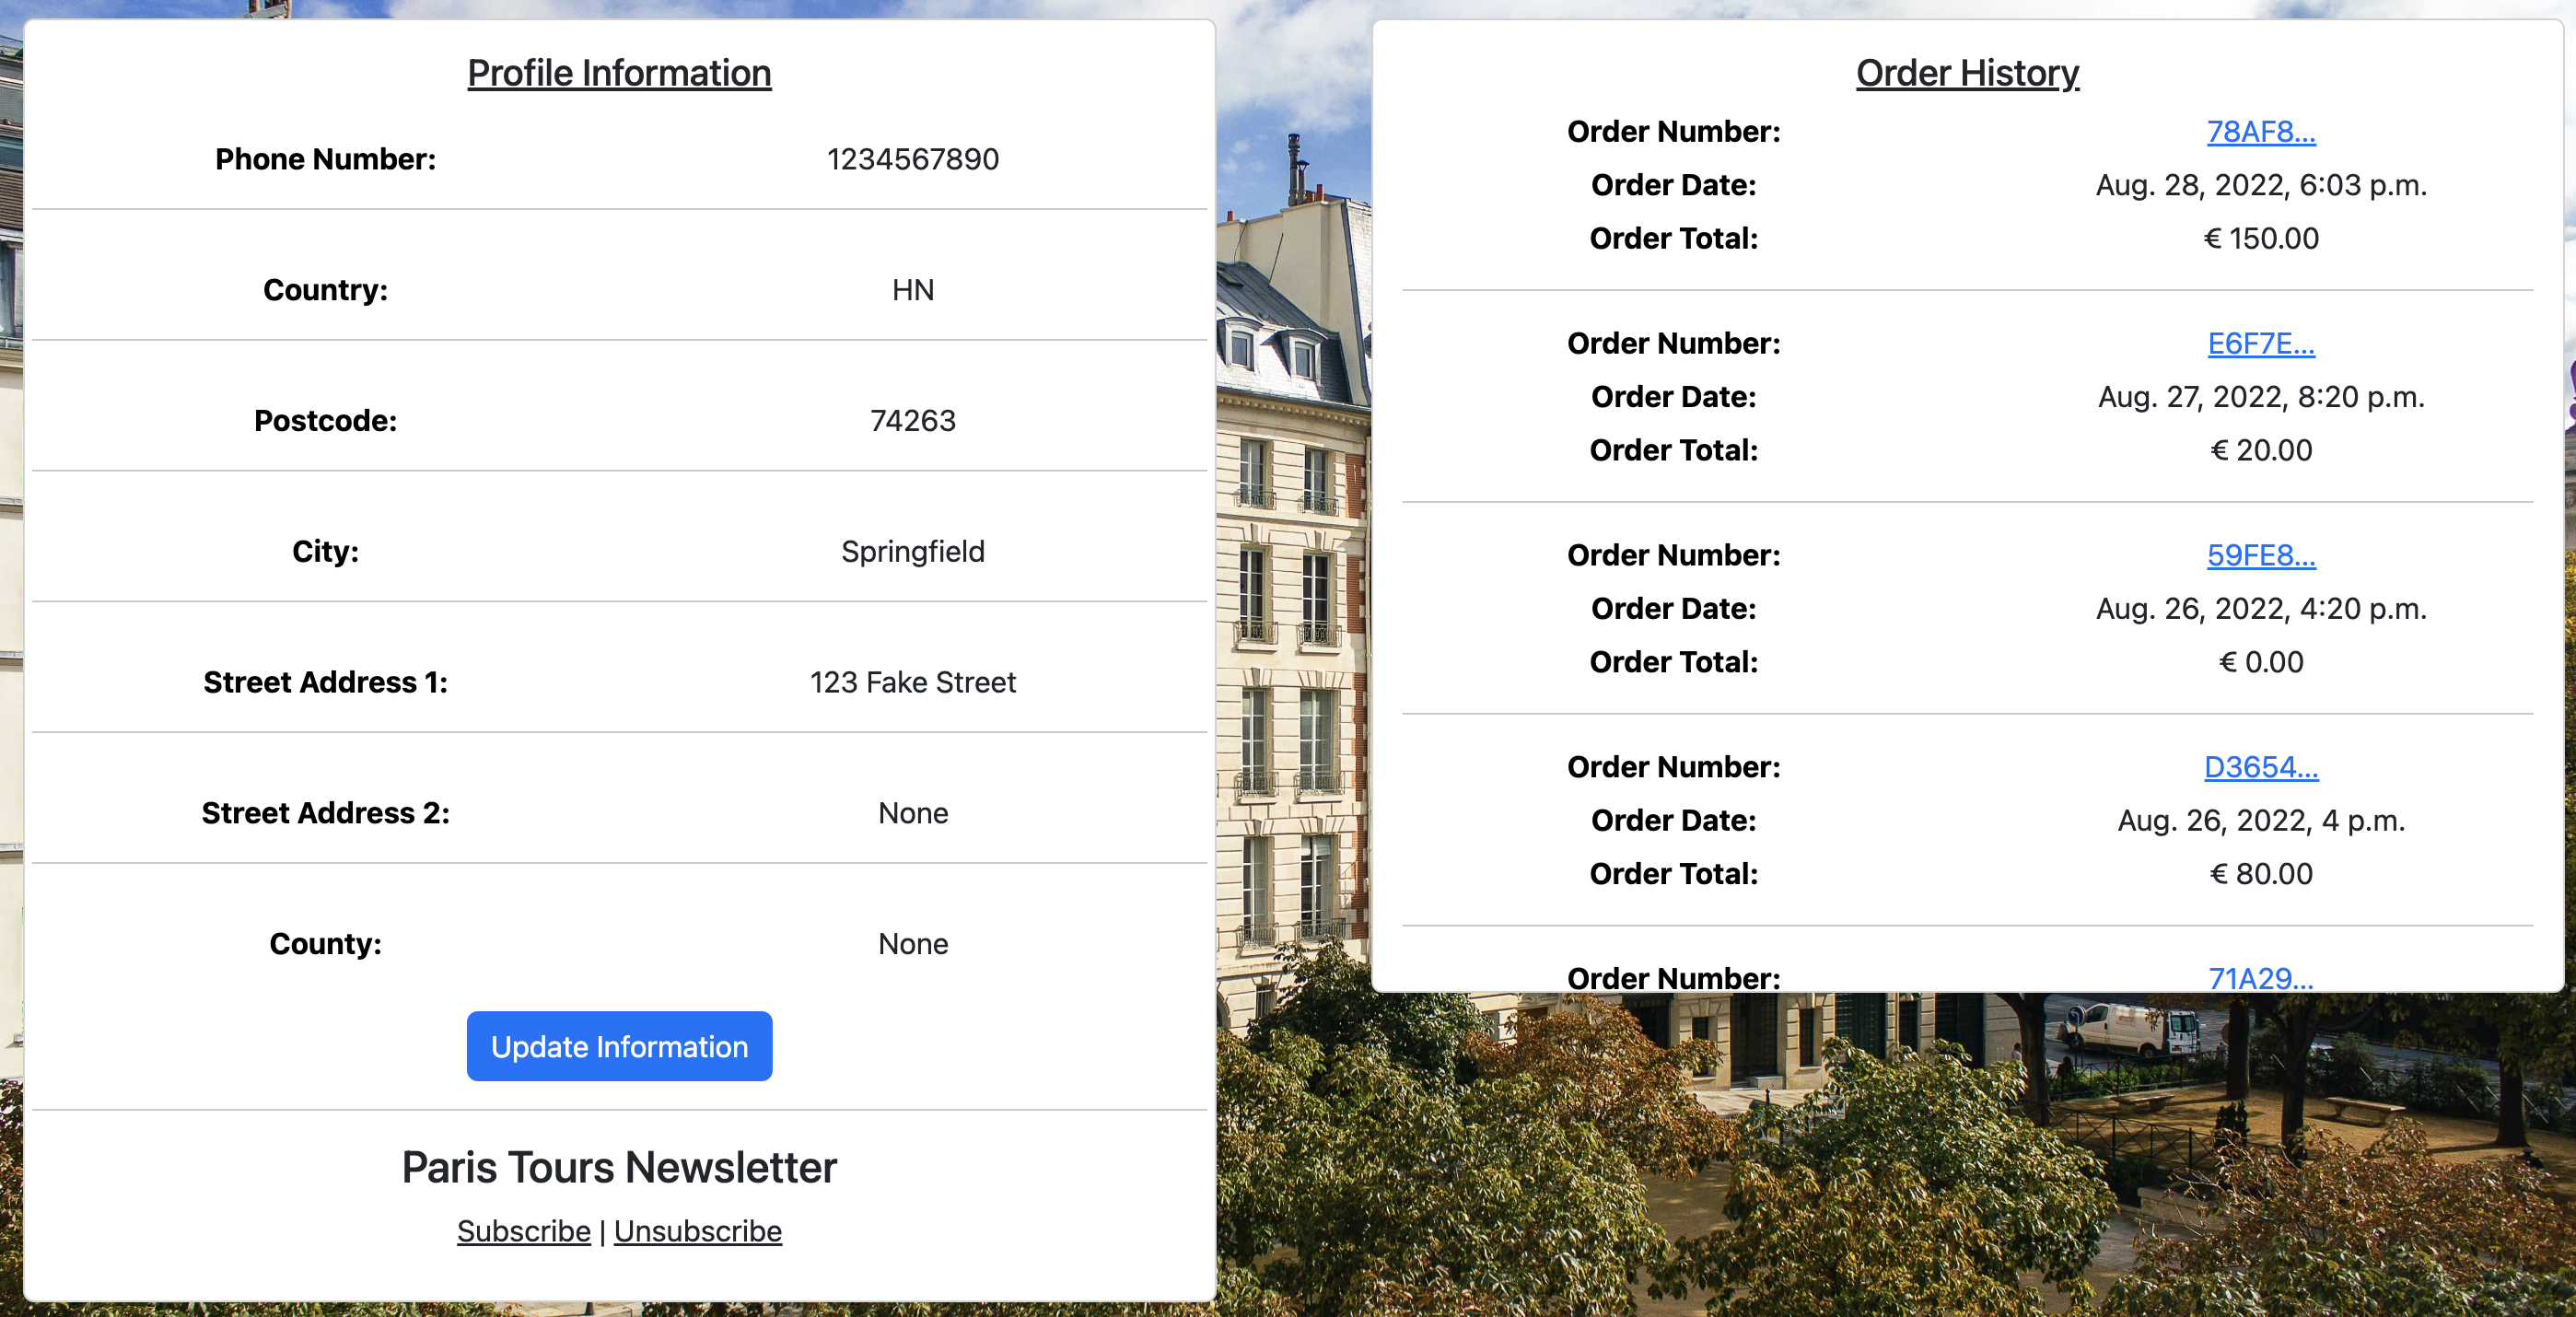 Profile Information
Phone Number: 1234567890
Country: HN
Postcode: 74263
City: Springfield
Street Address 1: 123 Fake Street
Street Address 2: None
County: None
Update Information
Paris Tours Newsletter
Subscribe | Unsubscribe
Order History
Order Number: 78AF8...
Order Date: Aug. 28, 2022, 6:03 p.m.
Order Total: € 150.00
Order Number: E6F7E...
Order Date: Aug. 27, 2022, 8:20 p.m.
Order Total: € 20.00
Order Number: 59FE8...
Order Date: Aug. 26, 2022, 4:20 p.m.
Order Total: € 0.00
Order Number: D3654...
Order Date: Aug. 26, 2022, 4 p.m.
Order Total: € 80.00
Order Number: 71A29...